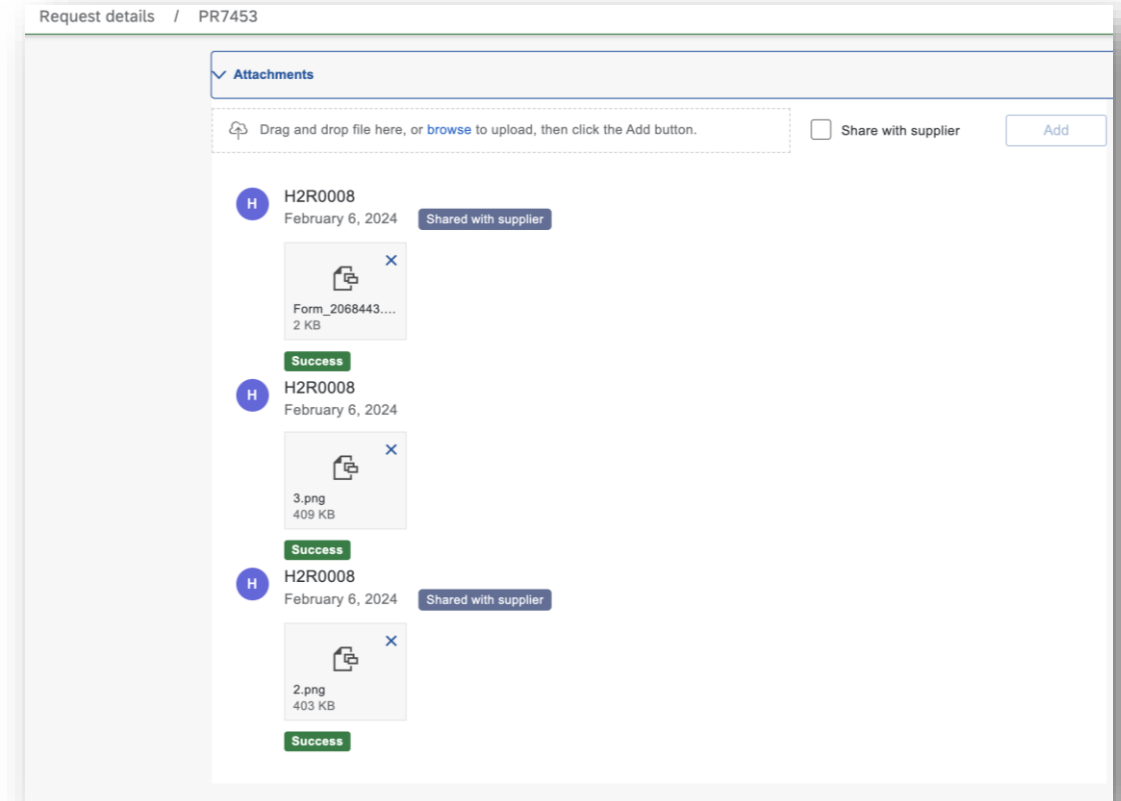 Request details / PR7453
Attachments
Drag and drop file here, or browse to upload, then click the Add button.
Share with supplier
Add
H
H2R0008
February 6, 2024
Shared with supplier
Form_2068443....
2 KB
Success
H
H2R0008
February 6, 2024
3.png
409 KB
Success
H
H2R0008
February 6, 2024
Shared with supplier
2.png
403 KB
Success